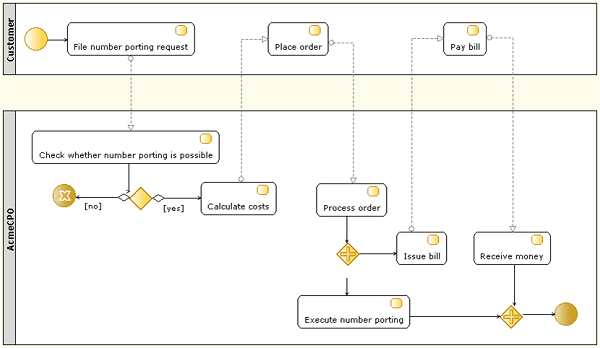 Customer
File number porting request
Place order
Pay bill
AcmeCPO
Check whether number porting is possible
[no]
[yes]
Calculate costs
Process order
Issue bill
Receive money
Execute number porting